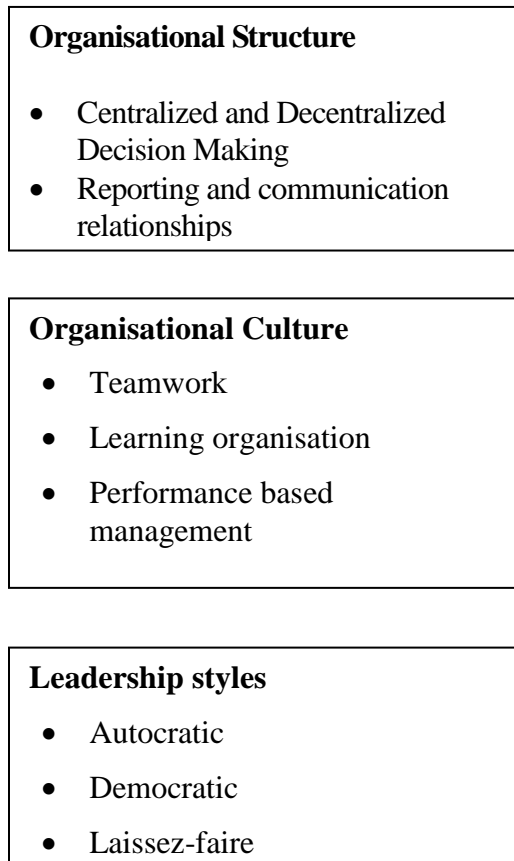 Organisational Structure
• Centralized and Decentralized
Decision Making
• Reporting and communication
relationships
Organisational Culture
• Teamwork
• Learning organisation
• Performance based
management
Leadership styles
• Autocratic
• Democratic
• Laissez-faire